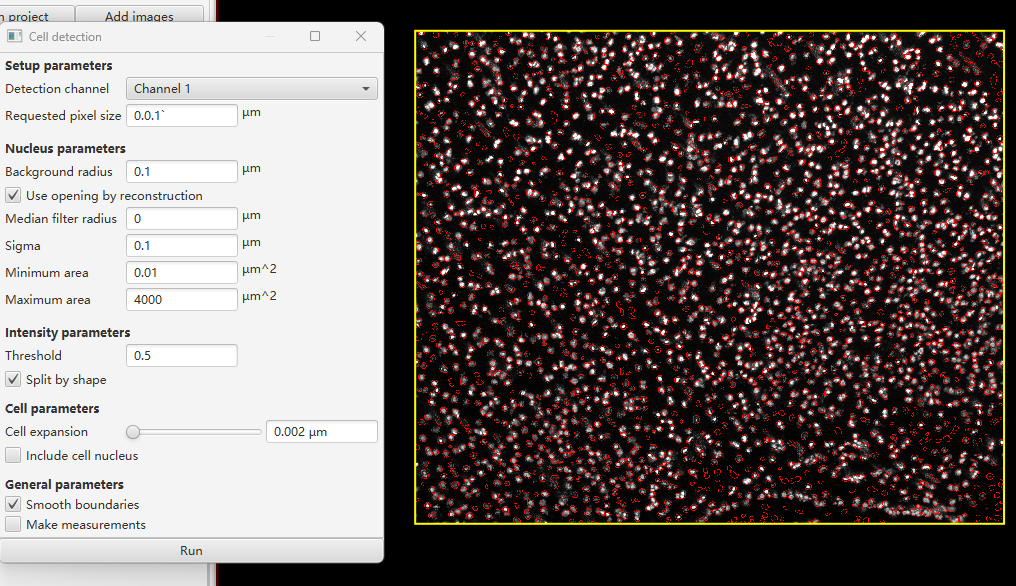 project Add images
Cell detection
Setup parameters
Detection channel Channel 1
Requested pixel size 0.0.1` µm
Nucleus parameters
Background radius 0.1 µm
Use opening by reconstruction
Median filter radius 0 µm
Sigma 0.1 µm
Minimum area 0.01 µm^2
Maximum area 4000 µm^2
Intensity parameters
Threshold 0.5
Split by shape
Cell parameters
Cell expansion 0.002 µm
Include cell nucleus
General parameters
Smooth boundaries
Make measurements
Run